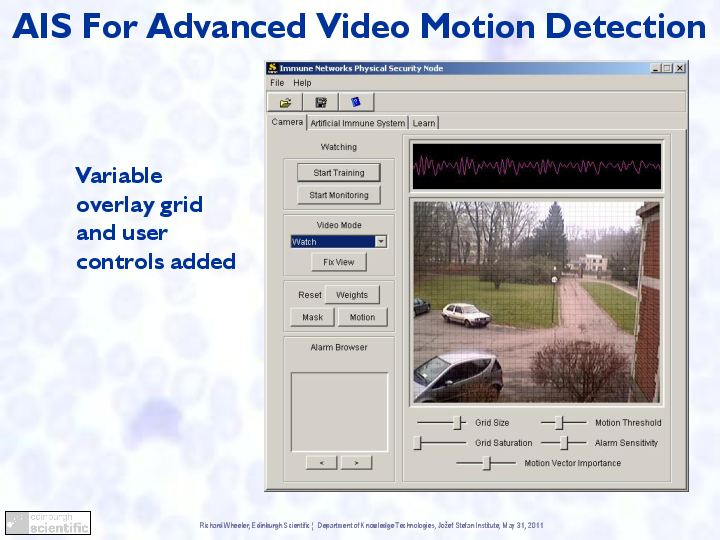 AIS For Advanced Video Motion Detection
Variable
overlay grid
and user
controls added
Immune Networks Physical Security Node
File Help
Camera Artificial Immune System Learn
Watching
Start Training
Start Monitoring
Video Mode
Watch
Fix View
Reset Weights
Mask Motion
Alarm Browser
< >
Grid Size Motion Threshold
Grid Saturation Alarm Sensitivity
Motion Vector Importance
edinburgh
scientific
Richard Wheeler, Edinburgh Scientific ¦ Department of Knowledge Technologies, Jožef Stefan Institute, May 31, 2011